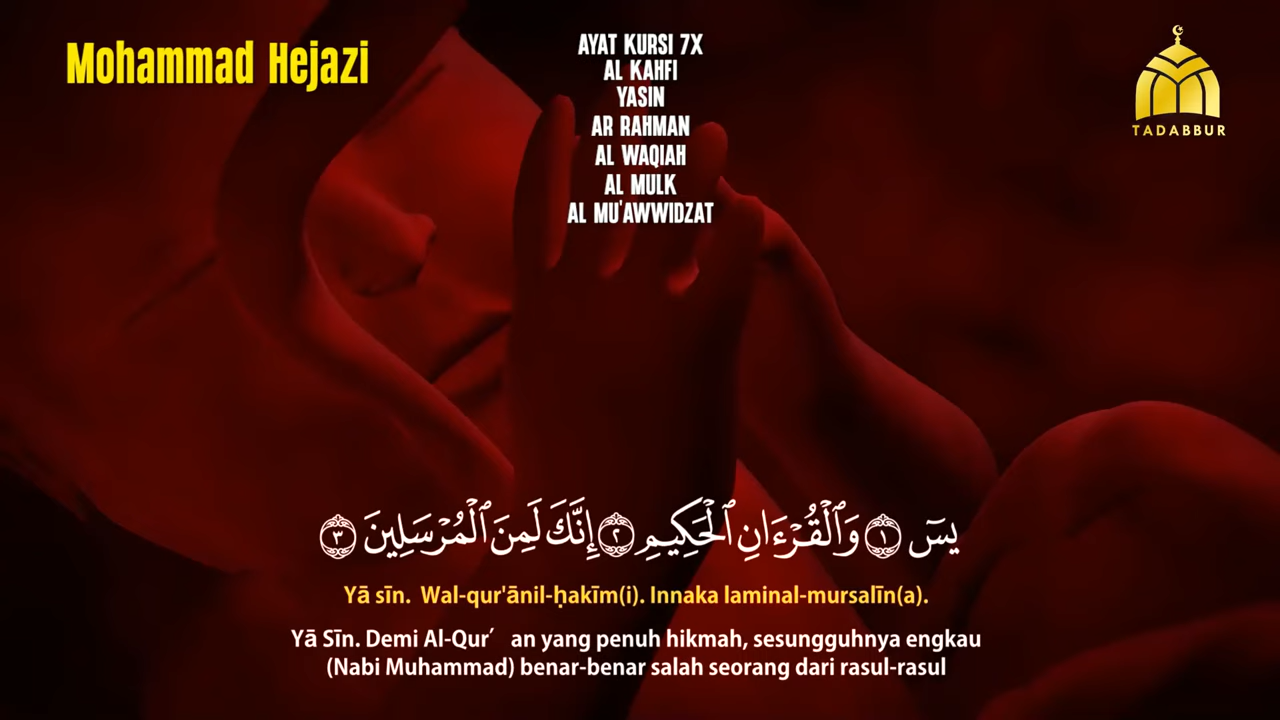 Mohammad Hejazi
AYAT KURSI 7X
AL KAHFI
YASIN
AR RAHMAN
AL WAQIAH
AL MULK
AL MU'AWWIDZAT
TADABBUR
يسٓ ١ وَٱلْقُرْءَانِ ٱلْحَكِيمِ ٢ إِنَّكَ لَمِنَ ٱلْمُرْسَلِينَ ٣
Yā sīn. Wal-qur'ānil-ḥakīm(i). Innaka laminal-mursalīn(a).
Yā Sīn. Demi Al-Qur′ an yang penuh hikmah, sesungguhnya engkau
(Nabi Muhammad) benar-benar salah seorang dari rasul-rasul